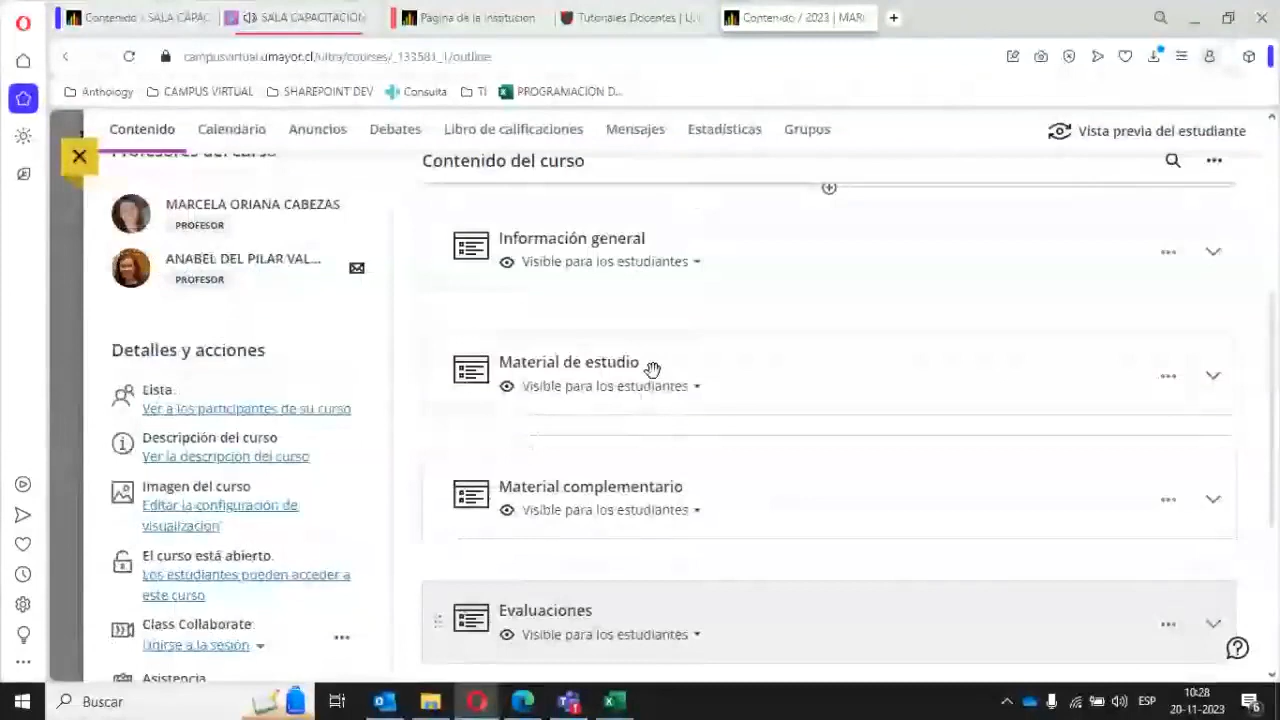 Contenido / SALA CAPAC
SALA CAPACITACIÓN
Página de la Institución
Tutoriales Docentes | U.
Contenido / 2023 | MAR
campusvirtual.umayor.cl/ultra/courses/_133581_1/outline
Anthology
CAMPUS VIRTUAL
SHAREPOINT DEV
Consulta
TI
PROGRAMACION D...
Contenido
Calendario
Anuncios
Debates
Libro de calificaciones
Mensajes
Estadísticas
Grupos
Vista previa del estudiante
Profesores del curso
Contenido del curso
MARCELA ORIANA CABEZAS
PROFESOR
ANABEL DEL PILAR VAL...
PROFESOR
Detalles y acciones
Lista
Ver a los participantes de su curso
Descripción del curso
Ver la descripción del curso
Imagen del curso
Editar la configuración de
visualización
El curso está abierto.
Los estudiantes pueden acceder a
este curso
Class Collaborate
Unirse a la sesión
Asistencia
Información general
Visible para los estudiantes
Material de estudio
Visible para los estudiantes
Material complementario
Visible para los estudiantes
Evaluaciones
Visible para los estudiantes
Buscar
ESP
10:28
20-11-2023
6